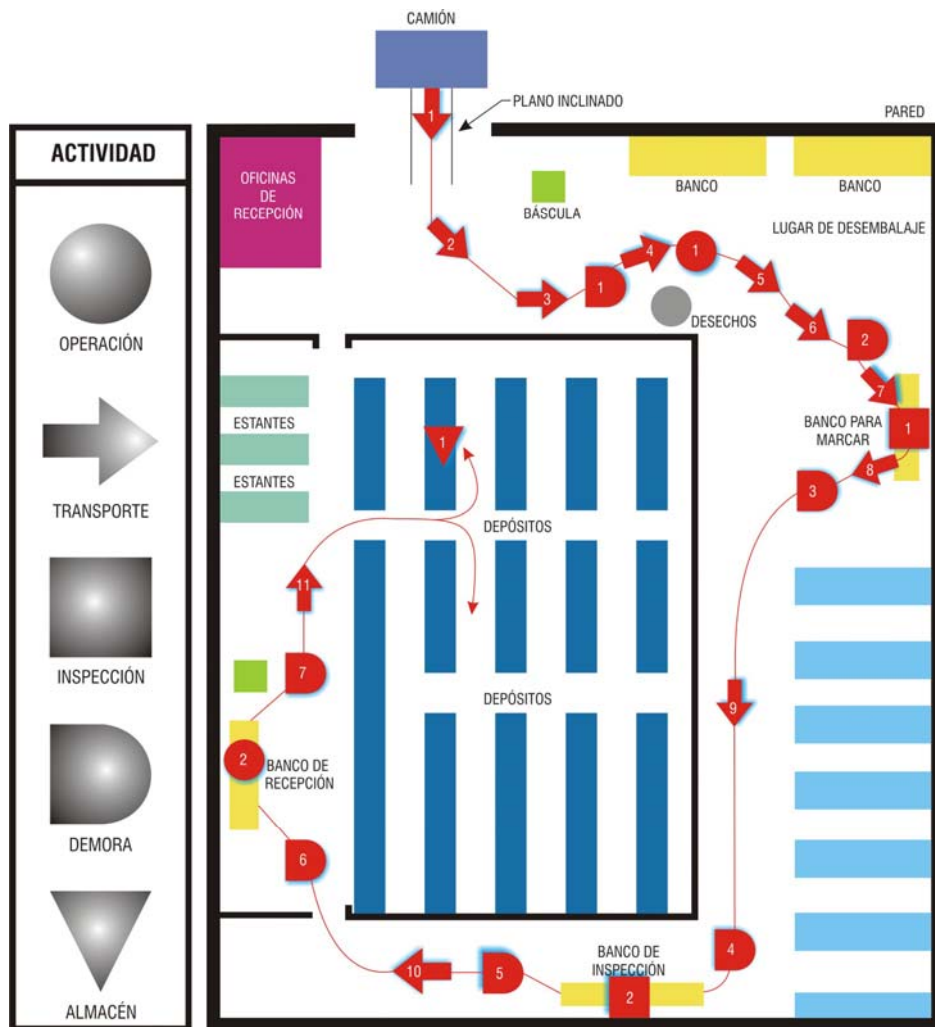 CAMIÓN
PLANO INCLINADO
PARED
1
ACTIVIDAD
OPERACIÓN
TRANSPORTE
INSPECCIÓN
DEMORA
ALMACÉN
OFICINAS
DE
RECEPCIÓN
BÁSCULA
BANCO
BANCO
LUGAR DE DESEMBALAJE
2
3
1
4
1
5
DESECHOS
6
2
7
BANCO PARA
MARCAR
1
8
3
ESTANTES
ESTANTES
1
DEPÓSITOS
11
7
DEPÓSITOS
9
2
BANCO DE
RECEPCIÓN
6
4
BANCO DE
INSPECCIÓN
2
5
10